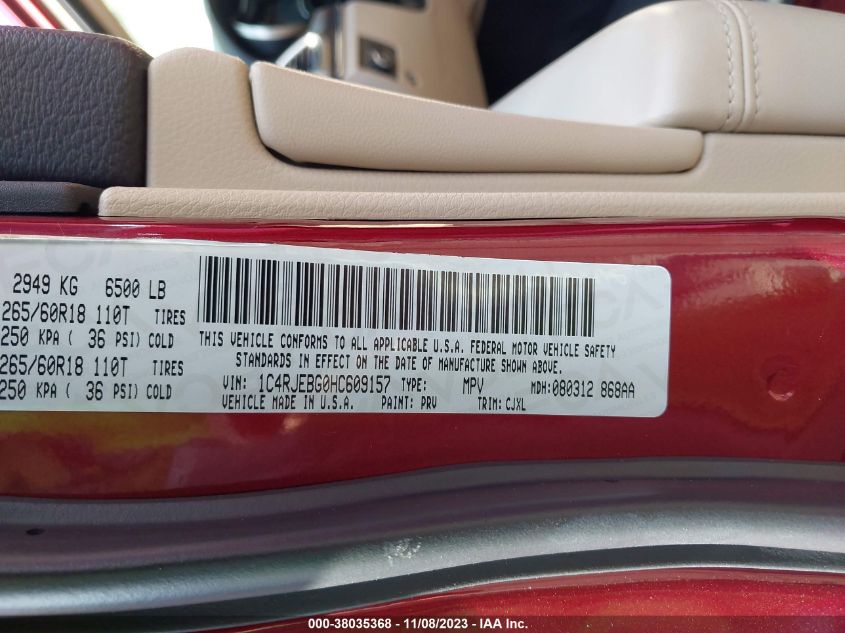 2949 KG 6500 LB
265/60R18 110T TIRES
250 KPA ( 36 PSI) COLD
265/60R18 110T TIRES
250 KPA ( 36 PSI) COLD
THIS VEHICLE CONFORMS TO ALL APPLICABLE U.S.A. FEDERAL MOTOR VEHICLE SAFETY
STANDARDS IN EFFECT ON THE DATE OF MANUFACTURE SHOWN ABOVE.
VIN: 1C4RJEBG0HC609157 TYPE: MPV MDH:080312 868AA
VEHICLE MADE IN U.S.A. PAINT: PRV TRIM: CJXL
000-38035368 - 11/08/2023 - IAA Inc.